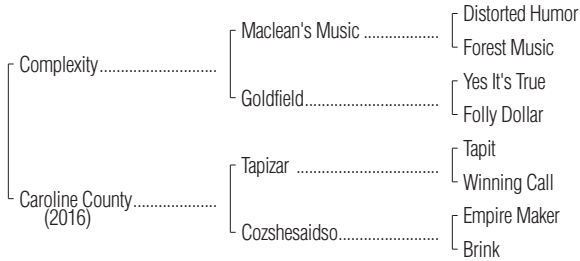 Distorted Humor
Maclean's Music ..................
Forest Music
Complexity............................
Yes It's True
Goldfield................................
Folly Dollar
Tapit
Tapizar ..................................
Winning Call
Caroline County....................
(2016)
Empire Maker
Cozshesaidso........................
Brink